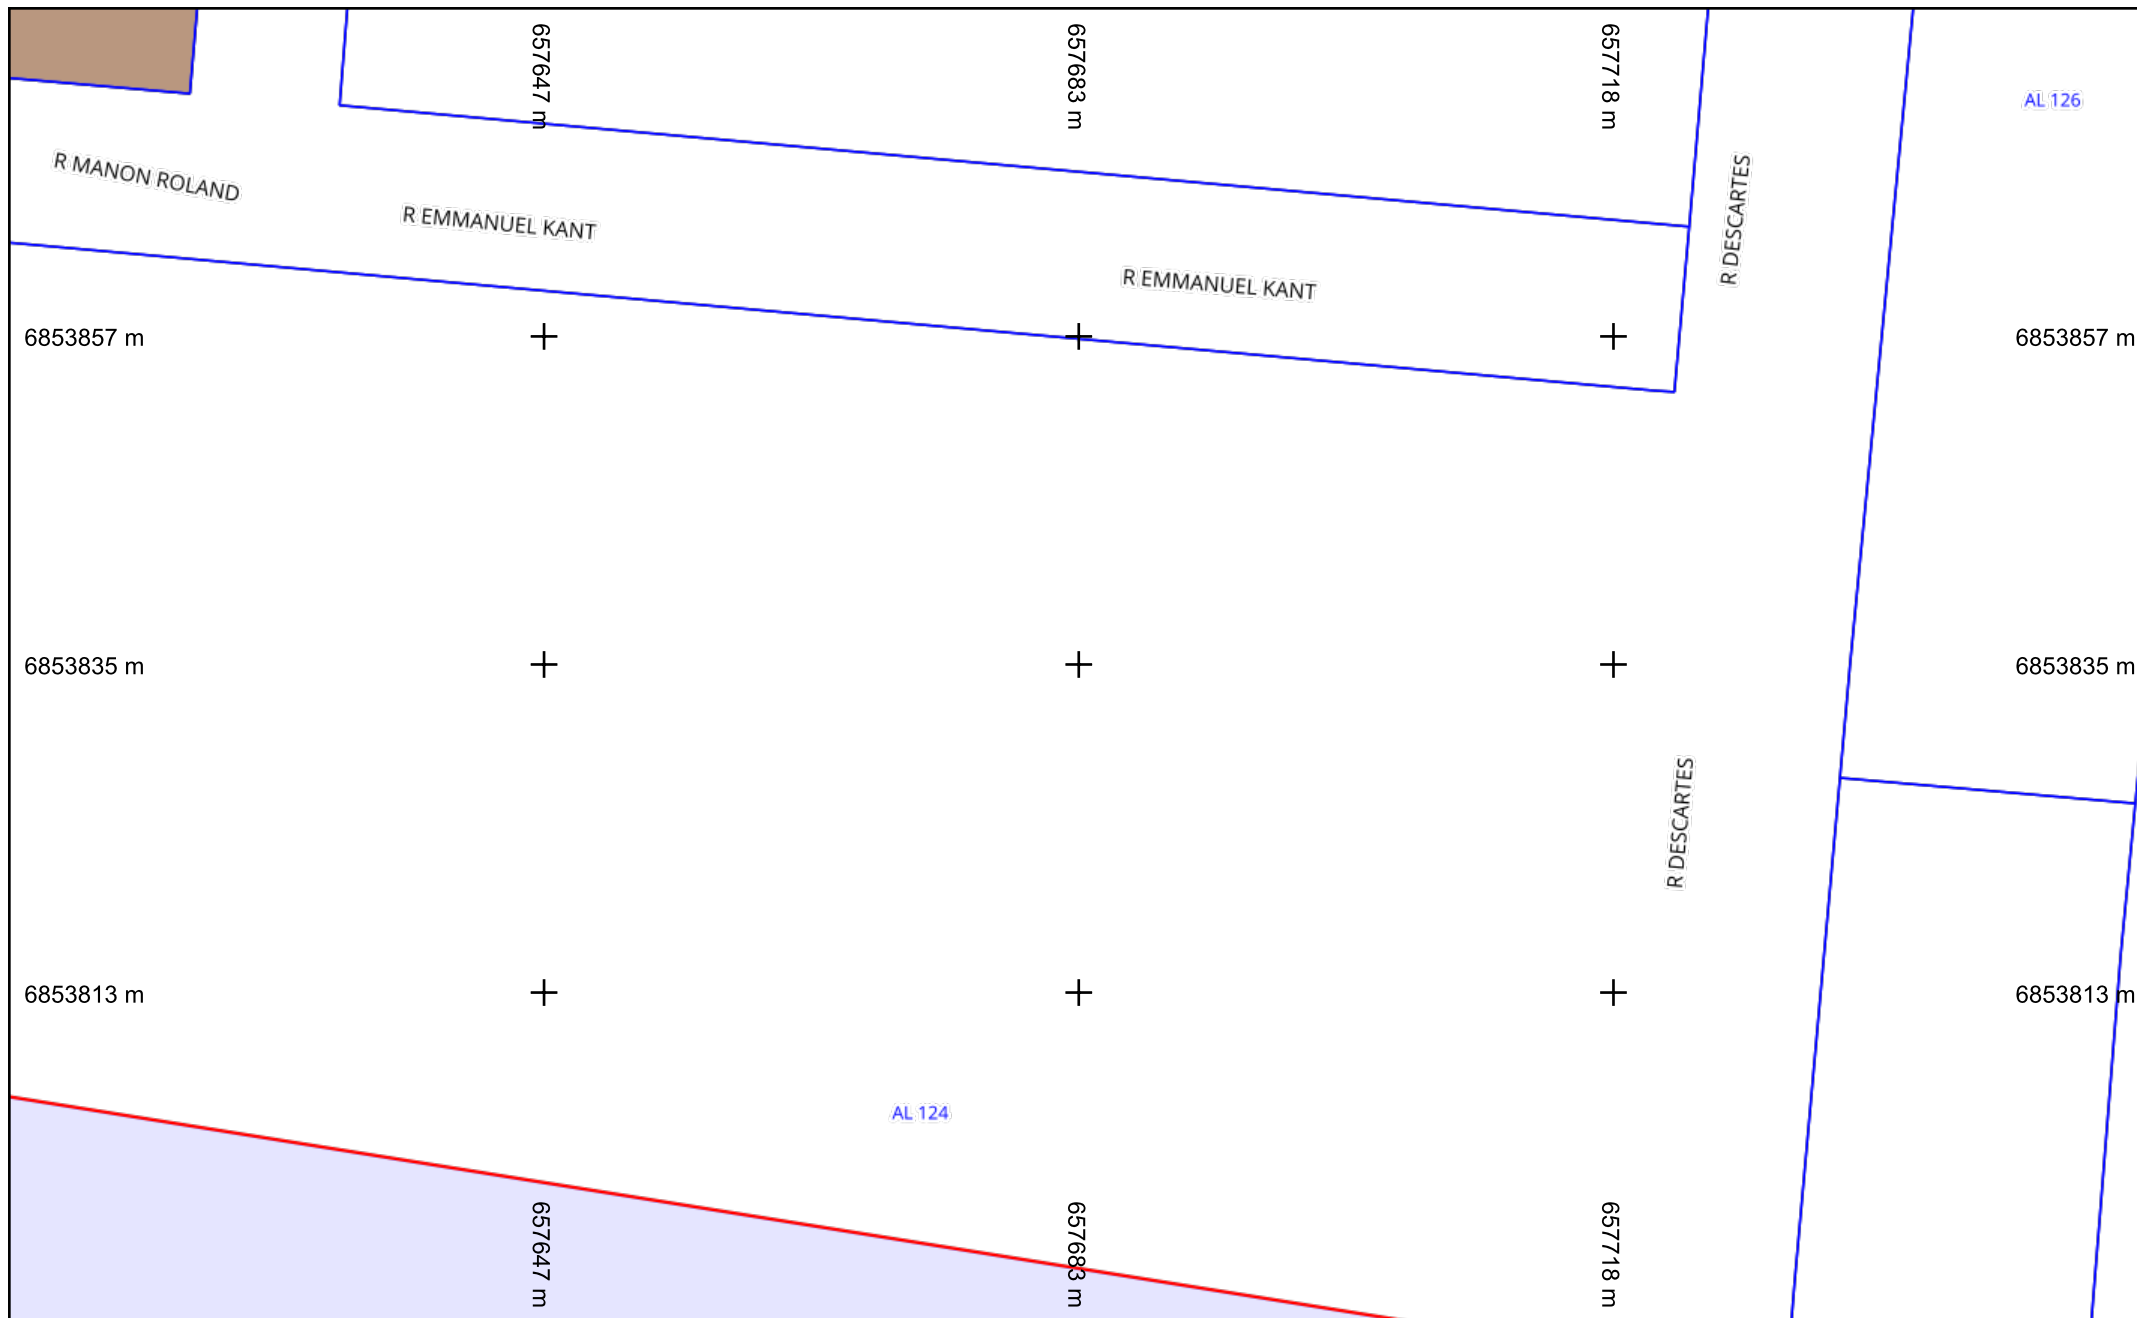 657647 m
657683 m
657718 m
AL 126
R MANON ROLAND
R EMMANUEL KANT
R DESCARTES
R EMMANUEL KANT
6853857 m
6853857 m
6853835 m
6853835 m
R DESCARTES
6853813 m
6853813 m
AL 124
657647 m
657683 m
657718 m